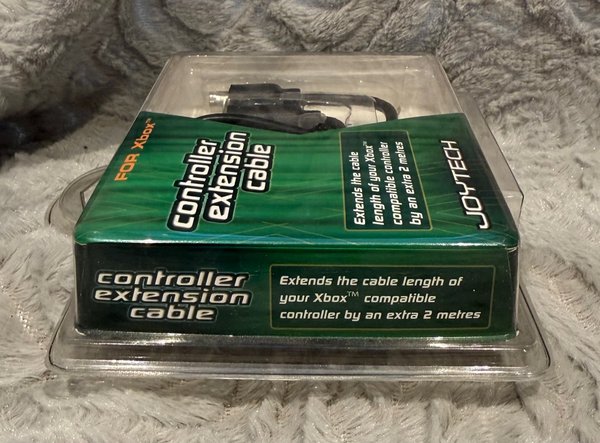 FOR Xbox™
controller
extension
cable
Extends the cable
length of your Xbox™
compatible controller
by an extra 2 metres
JOYTECH
controller
extension
cable
Extends the cable length of
your Xbox™ compatible
controller by an extra 2 metres